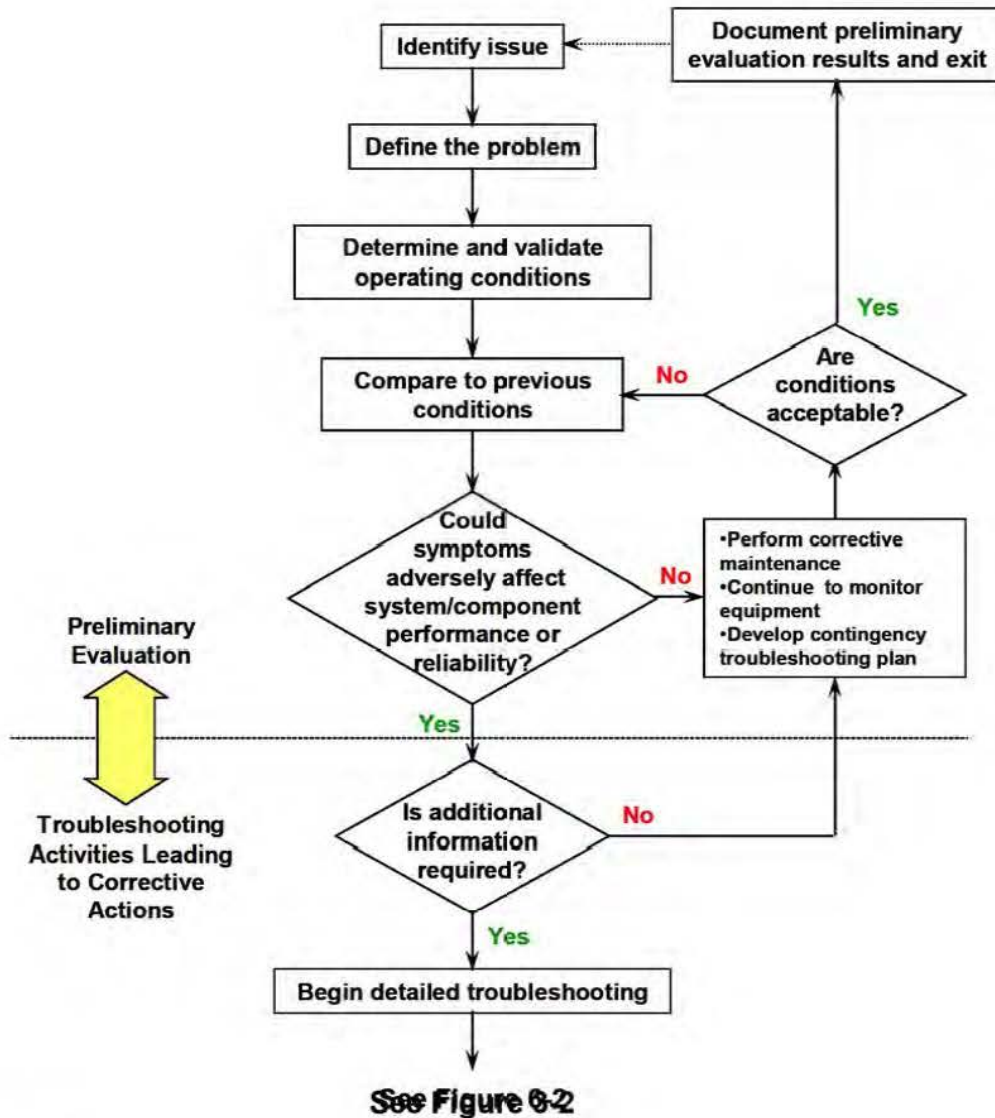 Identify issue
Document preliminary
evaluation results and exit
Define the problem
Determine and validate
operating conditions
Yes
Are
conditions
acceptable?
No
Compare to previous
conditions
Could
symptoms
adversely affect
system/component
performance or
reliability?
No
•Perform corrective
maintenance
•Continue to monitor
equipment
•Develop contingency
troubleshooting plan
Preliminary
Evaluation
Yes
Troubleshooting
Activities Leading
to Corrective
Actions
Is additional
information
required?
No
Yes
Begin detailed troubleshooting
See Figure